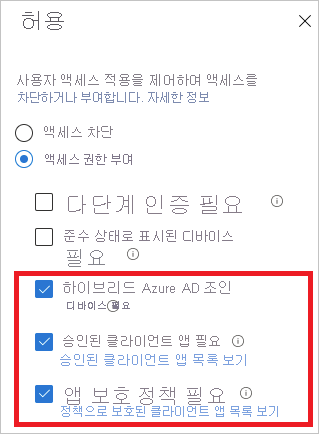 허용
사용자 액세스 적용을 제어하여 액세스를
차단하거나 부여합니다. 자세한 정보
액세스 차단
액세스 권한 부여
다단계 인증 필요
준수 상태로 표시된 디바이스
필요
하이브리드 Azure AD 조인
디바이스 필요
승인된 클라이언트 앱 필요
승인된 클라이언트 앱 목록 보기
앱 보호 정책 필요
정책으로 보호된 클라이언트 앱 목록 보기